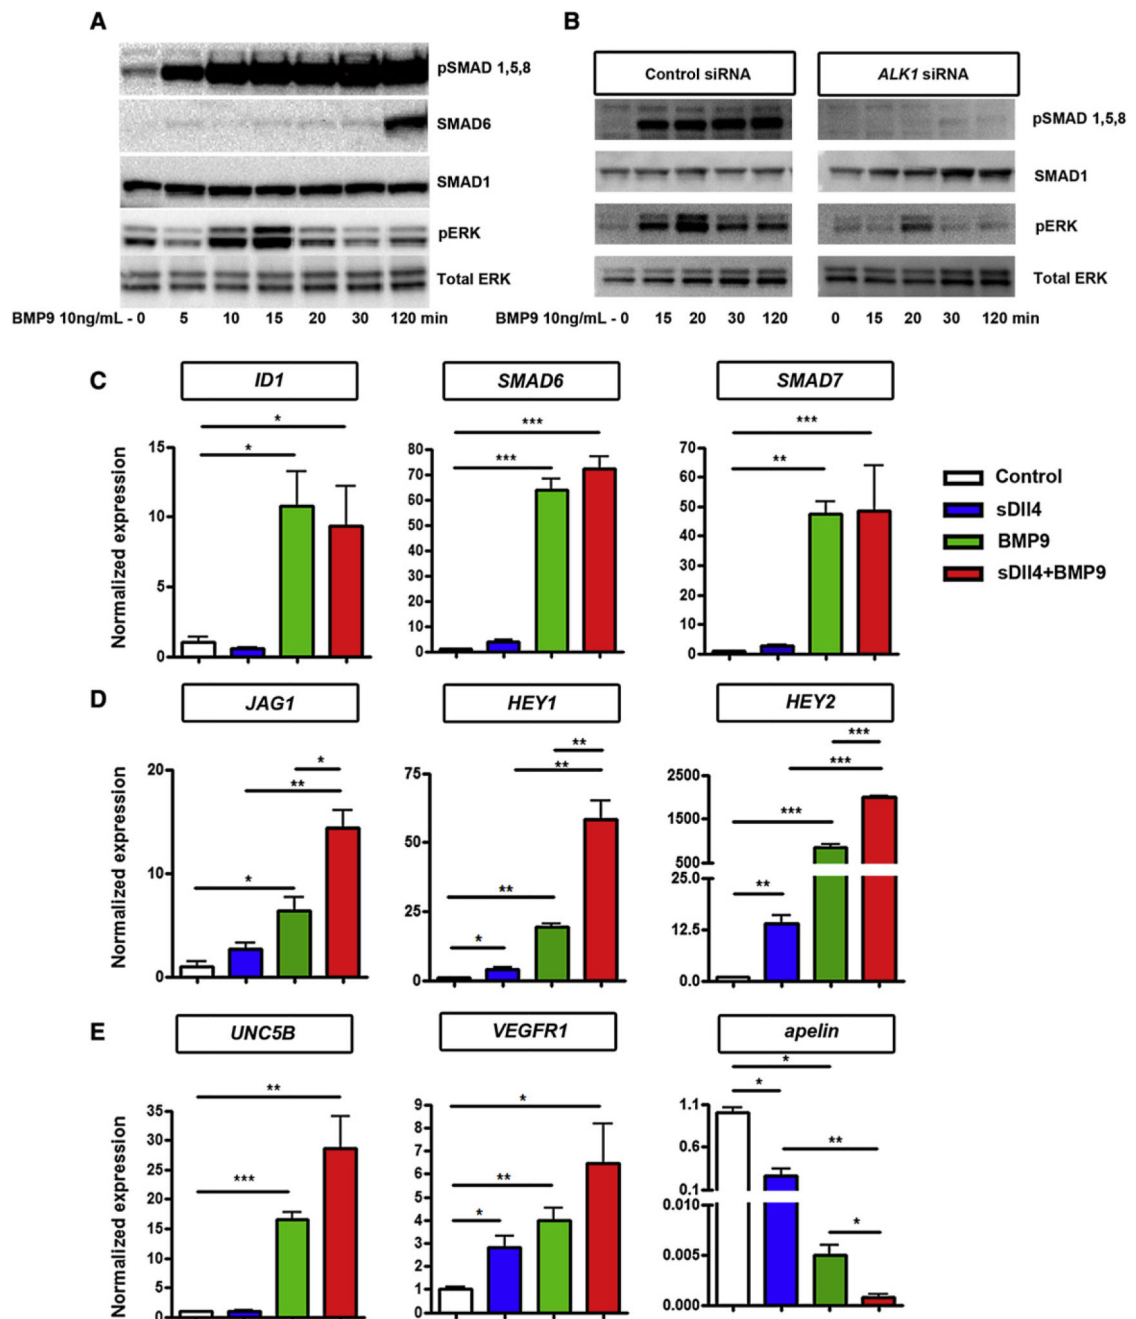 A
pSMAD 1,5,8
SMAD6
SMAD1
pERK
Total ERK
BMP9 10ng/mL - 0 5 10 15 20 30 120 min
B
Control siRNA ALK1 siRNA
pSMAD 1,5,8
SMAD1
pERK
Total ERK
BMP9 10ng/mL - 0 15 20 30 120 0 15 20 30 120 min
C
ID1
Normalized expression
15
10
5
0
* *
SMAD6
80
70
60
50
40
30
20
10
0
*** ***
SMAD7
70
60
50
40
30
20
10
0
*** **
Control
sDll4
BMP9
sDll4+BMP9
D
JAG1
Normalized expression
20
10
0
* ** *
HEY1
75
50
25
0
** ** ** *
HEY2
2500
1500
500
25.0
12.5
0.0
*** *** *** **
E
UNC5B
Normalized expression
35
30
25
20
15
10
5
0
** ***
VEGFR1
9
8
7
6
5
4
3
2
1
0
* ** *
apelin
1.1
0.6
0.1
0.010
0.005
0.000
* * ** *